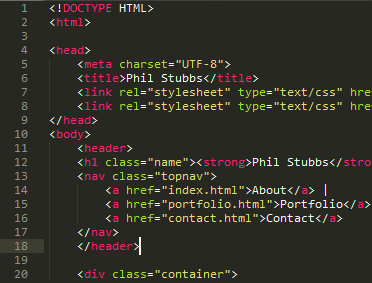 1 <!DOCTYPE HTML>
2 <html>
3
4 <head>
5 <meta charset="UTF-8">
6 <title>Phil Stubbs</title>
7 <link rel="stylesheet" type="text/css" hre
8 <link rel="stylesheet" type="text/css" hre
9 </head>
10 <body>
11 <header>
12 <h1 class="name"><strong>Phil Stubbs</stro
13 <nav class="topnav">
14 <a href="index.html">About</a> |
15 <a href="portfolio.html">Portfolio</a>
16 <a href="contact.html">Contact</a>
17 </nav>
18 </header>
19
20 <div class="container">